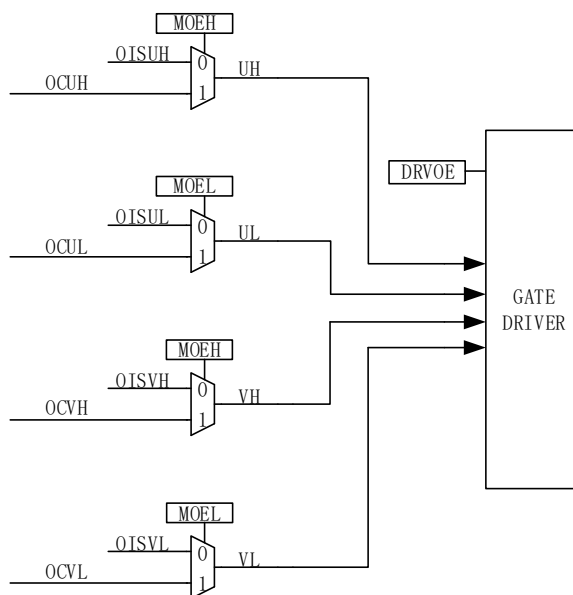 MOEH
OISUH
0
UH
OCUH
1
DRVOE
MOEL
OISUL
0
UL
OCUL
1
GATE
DRIVER
MOEH
OISVH
0
VH
OCVH
1
MOEL
OISVL
0
VL
OCVL
1